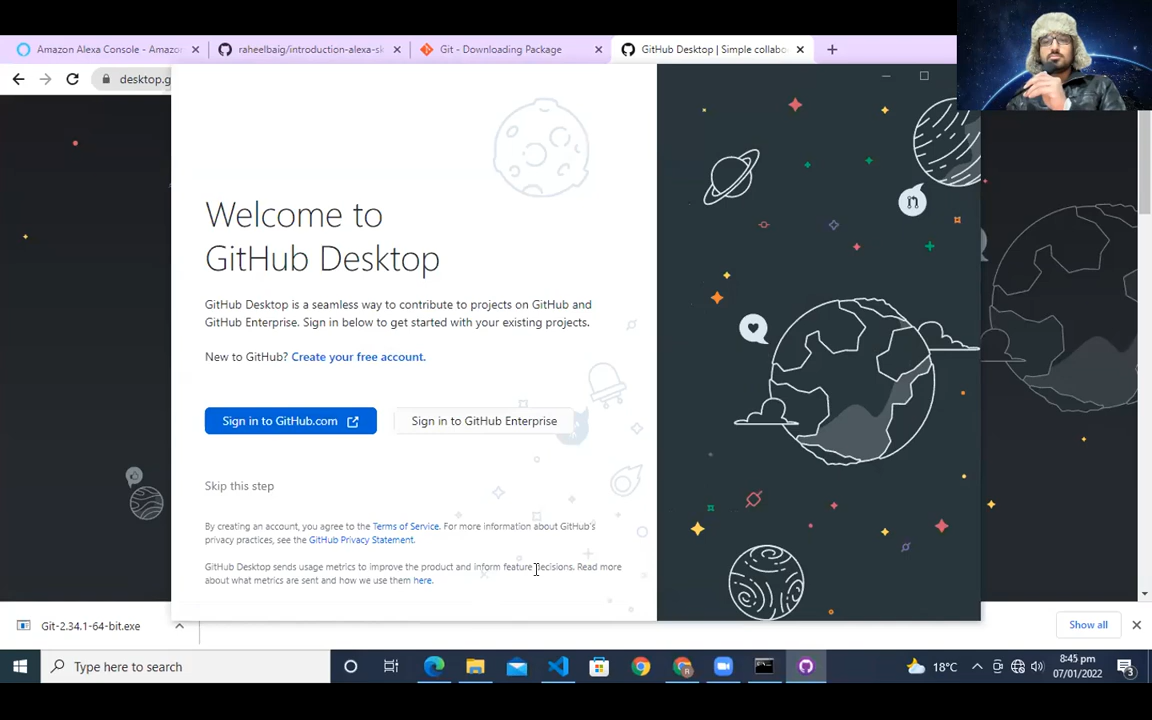 Amazon Alexa Console - Amazon
raheelbaig/introduction-alexa-sk
Git - Downloading Package
GitHub Desktop | Simple collabo
desktop.g
Welcome to
GitHub Desktop
GitHub Desktop is a seamless way to contribute to projects on GitHub and
GitHub Enterprise. Sign in below to get started with your existing projects.
New to GitHub? Create your free account.
Sign in to GitHub.com
Sign in to GitHub Enterprise
Skip this step
By creating an account, you agree to the Terms of Service. For more information about GitHub's
privacy practices, see the GitHub Privacy Statement.
GitHub Desktop sends usage metrics to improve the product and inform feature decisions. Read more
about what metrics are sent and how we use them here.
Git-2.34.1-64-bit.exe
Show all
Type here to search
18°C
8:45 pm
07/01/2022
3